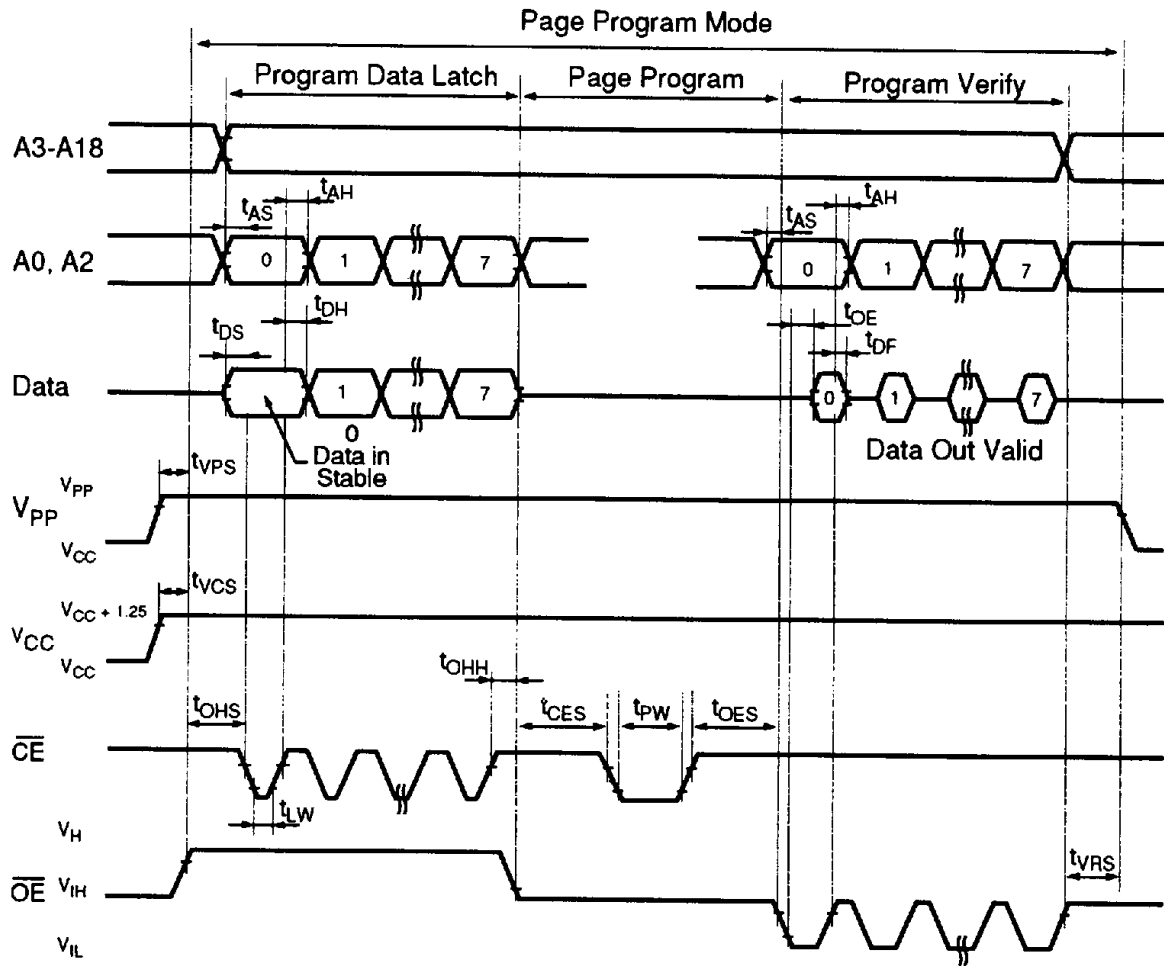 Page Program Mode
Program Data Latch
Page Program
Program Verify
A3-A18
tAH
tAS
tAH
tAS
A0, A2
0
1
7
0
1
7
tDH
tDS
tOE
tDF
Data
1
7
0
1
7
0
Data in
Stable
Data Out Valid
tVPS
VPP
VPP
VCC
tVCS
VCC + 1.25
VCC
VCC
tOHH
tOHS
tCES
tPW
tOES
CE
tLW
VH
tVRS
OE
VIH
VIL